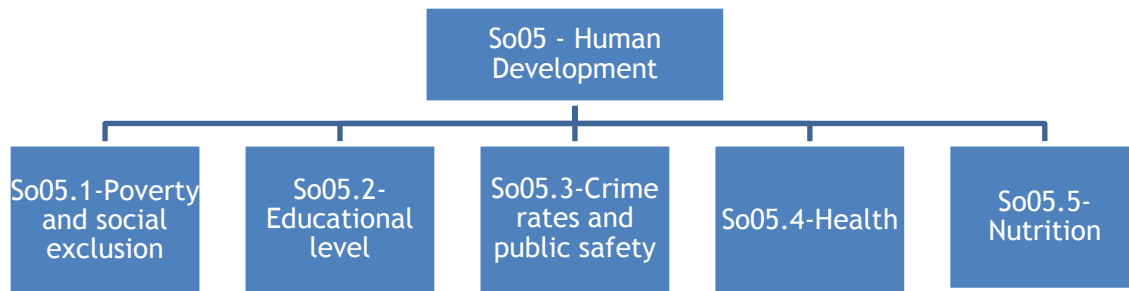 So05 - Human
Development
So05.1-Poverty
and social
exclusion
So05.2-
Educational
level
So05.3-Crime
rates and
public safety
So05.4-Health
So05.5-
Nutrition